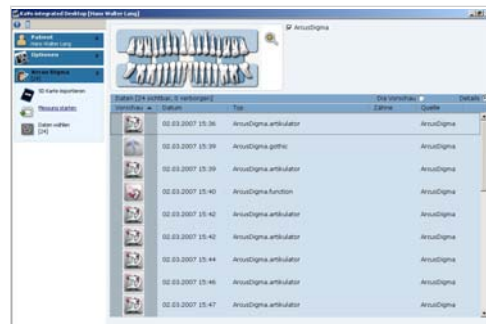 KaVo integrated Desktop [Hans Walter Lang]
Patient
Hans Walter Lang
Optionen
Arcus Digma
[24]
SD Karte importieren
Messung starten
Daten wählen
[24]
ArcusDigma
Daten [24 sichtbar, 0 verborgen]
Dia Vorschau
Details
Vorschau Datum Typ Zähne Quelle
02.03.2007 15:36 ArcusDigma.artikulator ArcusDigma
02.03.2007 15:39 ArcusDigma.gothic ArcusDigma
02.03.2007 15:39 ArcusDigma.artikulator ArcusDigma
02.03.2007 15:40 ArcusDigma.function ArcusDigma
02.03.2007 15:42 ArcusDigma.artikulator ArcusDigma
02.03.2007 15:42 ArcusDigma.artikulator ArcusDigma
02.03.2007 15:44 ArcusDigma.artikulator ArcusDigma
02.03.2007 15:46 ArcusDigma.artikulator ArcusDigma
02.03.2007 15:47 ArcusDigma.artikulator ArcusDigma